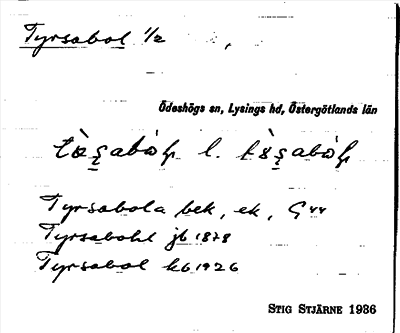 Tyrsabol 1/2
Ödeshögs sn, Lysings hd, Östergötlands län
l.
Tyrsabola bek, ek, G 44
Tyrsabohl jb 1878
Tyrsabol kb 1926
STIG STJÄRNE 1986